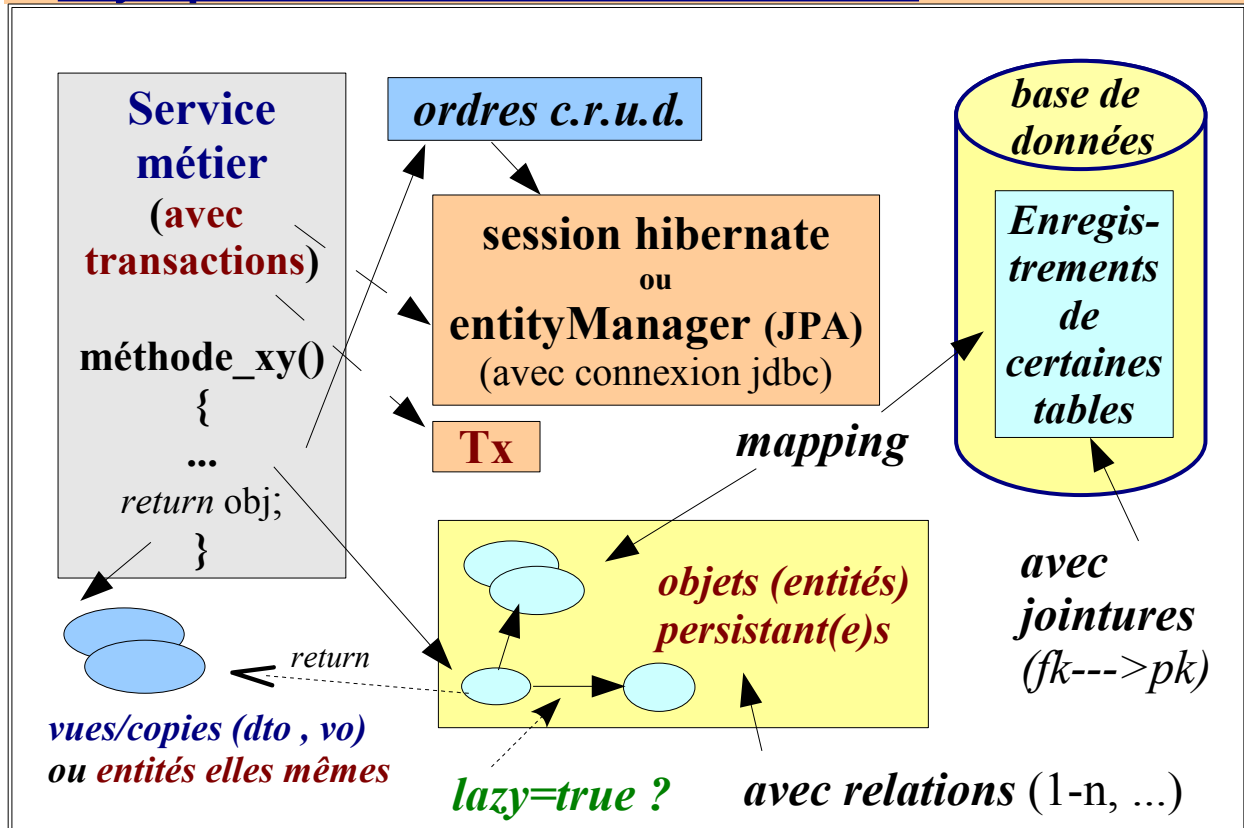 Service
métier
(avec
transactions)
méthode_xy()
{
...
return obj;
}
ordres c.r.u.d.
session hibernate
ou
entityManager (JPA)
(avec connexion jdbc)
Tx
base de
données
Enregis-
trements
de
certaines
tables
mapping
objets (entités)
persistant(e)s
avec
jointures
(fk--->pk)
return
vues/copies (dto , vo)
ou entités elles mêmes
lazy=true ?
avec relations (1-n, ...)